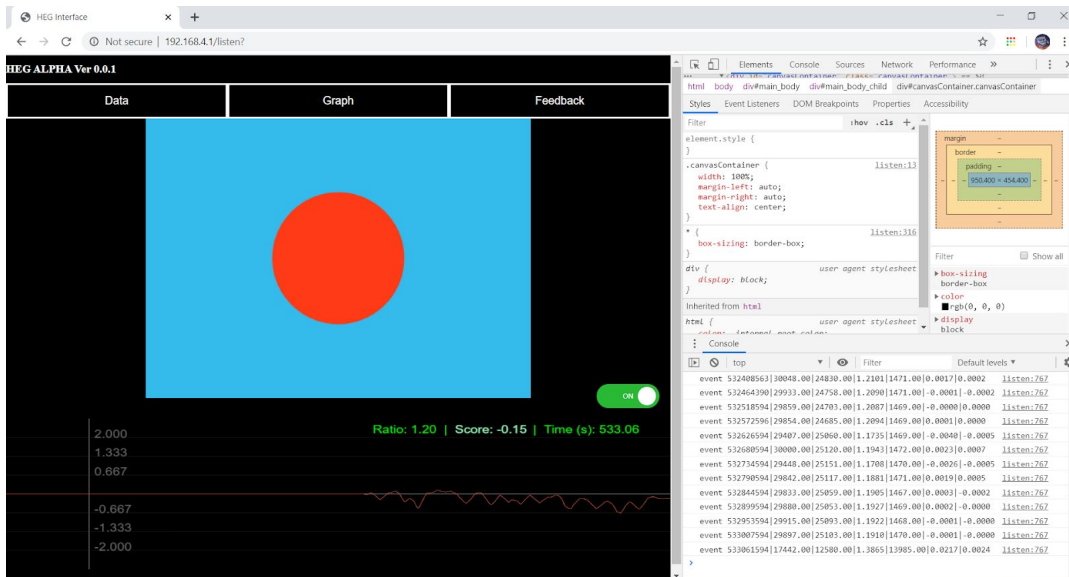 HEG Interface
Not secure | 192.168.4.1/listen?
HEG ALPHA Ver 0.0.1
Data Graph Feedback
ON
Ratio: 1.20 | Score: -0.15 | Time (s): 533.06
2.000
1.333
0.667
-0.667
-1.333
-2.000
Elements Console Sources Network Performance »
html body div#main_body div#main_body_child div#canvasContainer.canvasContainer
Styles Event Listeners DOM Breakpoints Properties Accessibility
Filter :hov .cls +
element.style {
}
.canvasContainer { listen:13
width: 100%;
margin-left: auto;
margin-right: auto;
text-align: center;
}
* { listen:316
box-sizing: border-box;
}
div { user agent stylesheet
display: block;
}
Inherited from html
html { user agent stylesheet
margin -
border -
padding -
950.400 × 454.400
Filter Show all
box-sizing
border-box
color
rgb(0, 0, 0)
display
block
Console
top Filter Default levels ▼
event 532408563|30048.00|24830.00|1.2101|1471.00|0.0017|0.0002 listen:767
event 532464390|29933.00|24758.00|1.2090|1471.00|-0.0001|-0.0002 listen:767
event 532518594|29859.00|24703.00|1.2087|1469.00|-0.0000|0.0000 listen:767
event 532572596|29854.00|24685.00|1.2094|1469.00|0.0001|0.0000 listen:767
event 532626594|29407.00|25060.00|1.1735|1469.00|-0.0040|-0.0005 listen:767
event 532680594|30000.00|25120.00|1.1943|1472.00|0.0023|0.0007 listen:767
event 532734594|29448.00|25151.00|1.1708|1470.00|-0.0026|-0.0005 listen:767
event 532790594|29842.00|25117.00|1.1881|1471.00|0.0019|0.0005 listen:767
event 532844594|29833.00|25059.00|1.1905|1467.00|0.0003|-0.0002 listen:767
event 532899594|29880.00|25053.00|1.1927|1469.00|0.0002|-0.0000 listen:767
event 532953594|29915.00|25093.00|1.1922|1468.00|-0.0001|-0.0000 listen:767
event 533007594|29897.00|25103.00|1.1910|1470.00|-0.0001|-0.0000 listen:767
event 533061594|17442.00|12580.00|1.3865|13985.00|0.0217|0.0024 listen:767